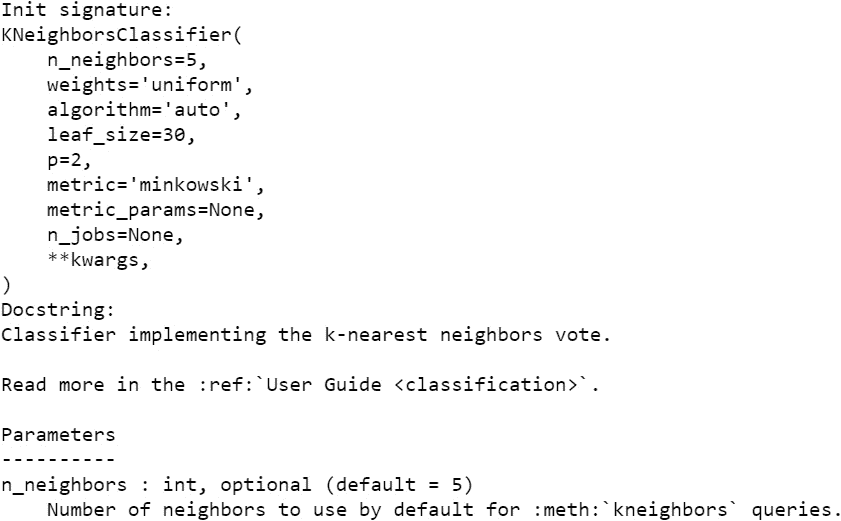 Init signature:
KNeighborsClassifier(
    n_neighbors=5,
    weights='uniform',
    algorithm='auto',
    leaf_size=30,
    p=2,
    metric='minkowski',
    metric_params=None,
    n_jobs=None,
    **kwargs,
)
Docstring:
Classifier implementing the k-nearest neighbors vote.

Read more in the :ref:`User Guide <classification>`.

Parameters
----------
n_neighbors : int, optional (default = 5)
    Number of neighbors to use by default for :meth:`kneighbors` queries.